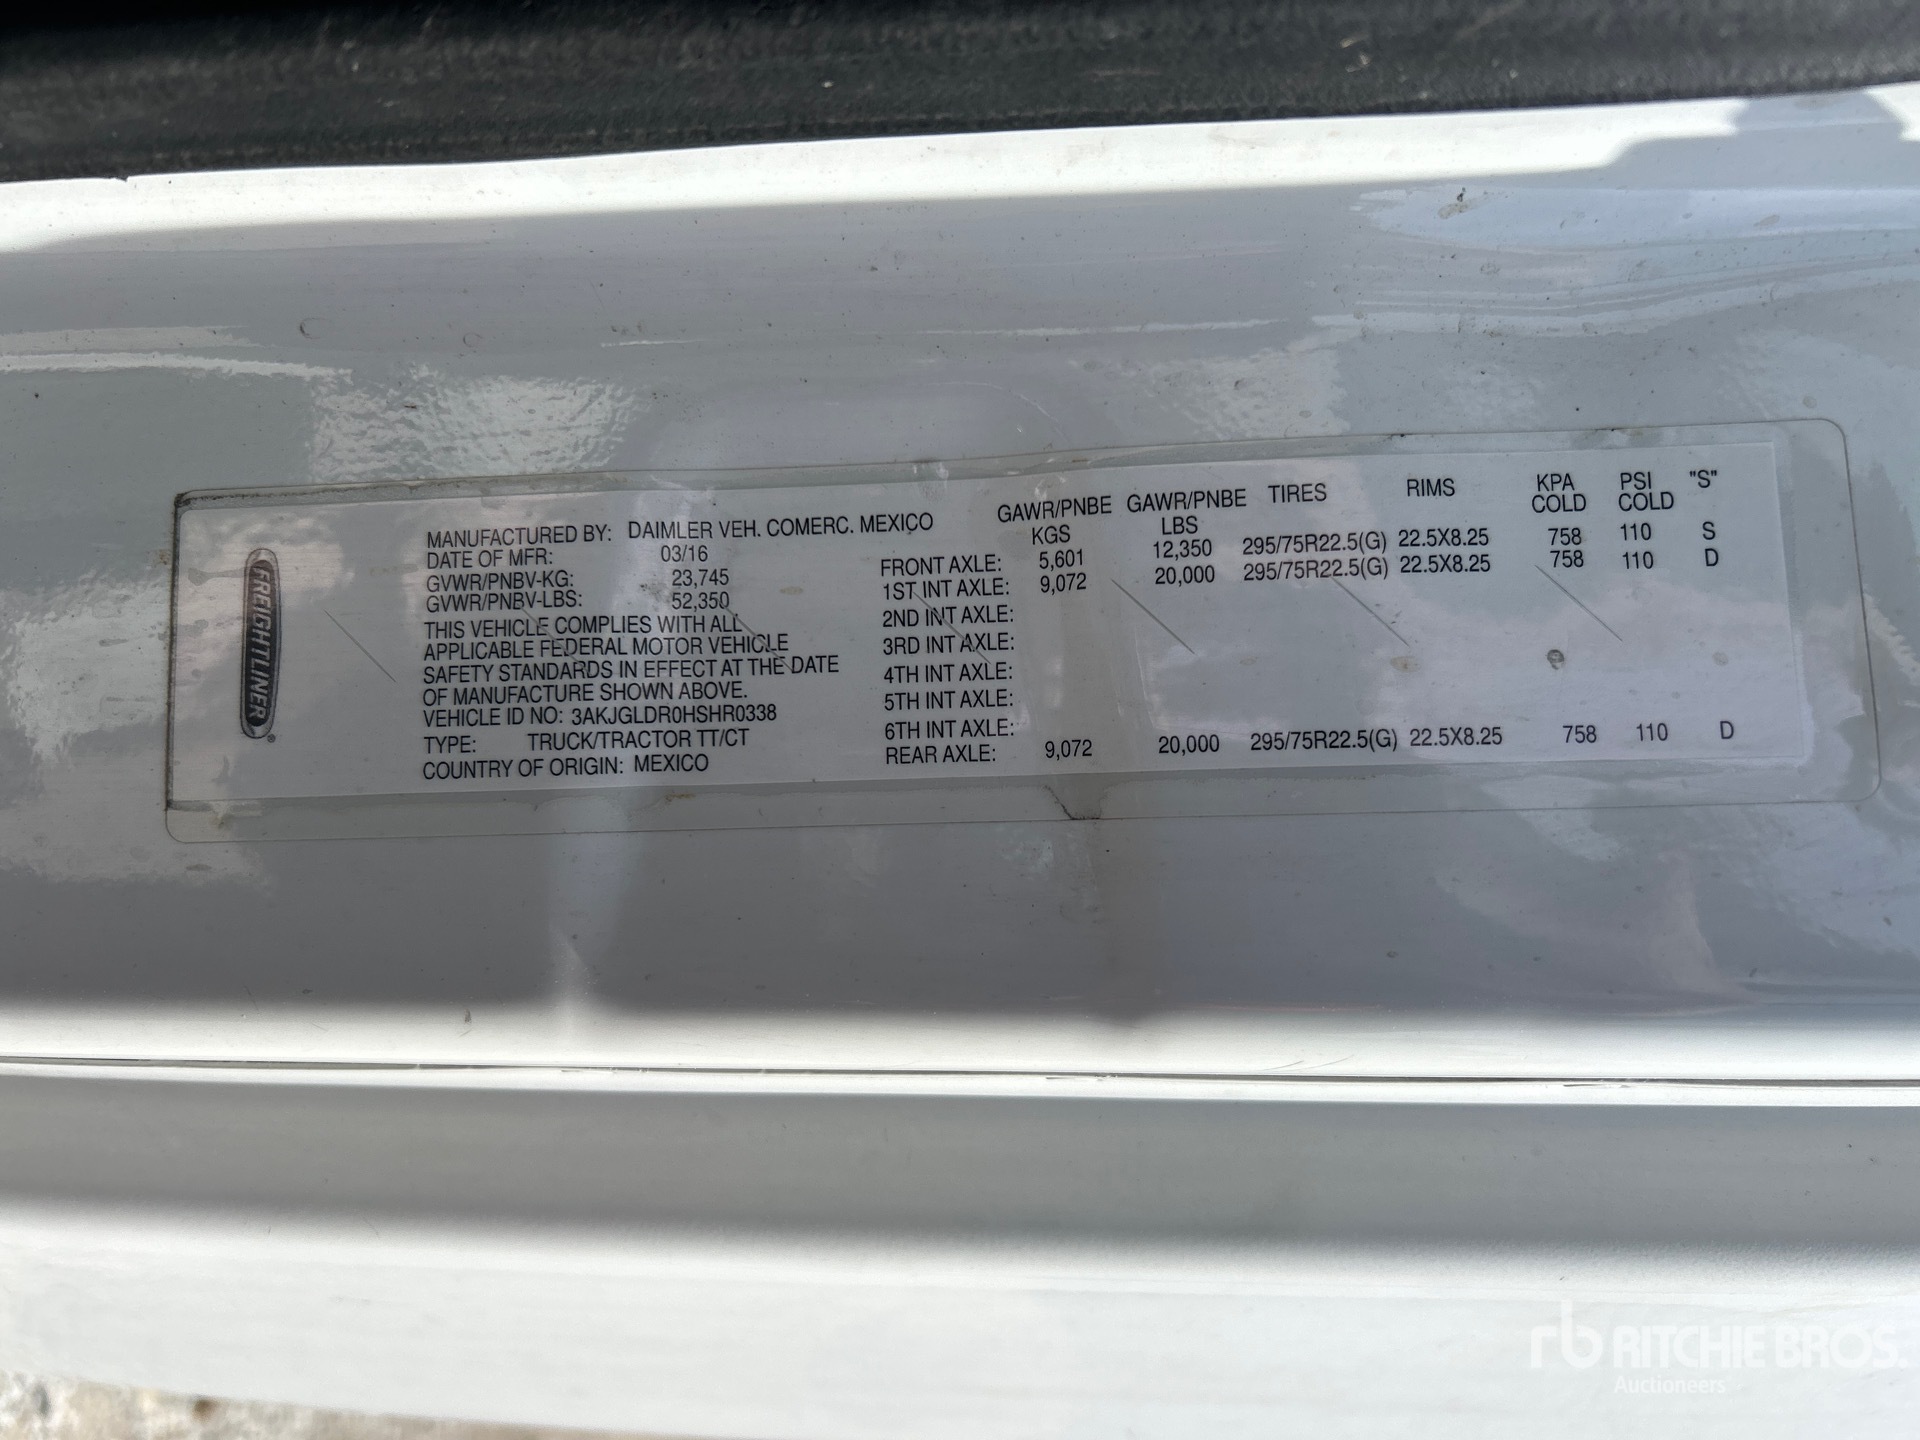 FREIGHTLINER®
MANUFACTURED BY: DAIMLER VEH. COMERC. MEXICO
DATE OF MFR: 03/16
GVWR/PNBV-KG: 23,745
GVWR/PNBV-LBS: 52,350
THIS VEHICLE COMPLIES WITH ALL
APPLICABLE FEDERAL MOTOR VEHICLE
SAFETY STANDARDS IN EFFECT AT THE DATE
OF MANUFACTURE SHOWN ABOVE.
VEHICLE ID NO: 3AKJGLDR0HSHR0338
TYPE: TRUCK/TRACTOR TT/CT
COUNTRY OF ORIGIN: MEXICO
GAWR/PNBE GAWR/PNBE TIRES RIMS KPA PSI "S"
KGS LBS COLD COLD
FRONT AXLE: 5,601 12,350 295/75R22.5(G) 22.5X8.25 758 110 S
1ST INT AXLE: 9,072 20,000 295/75R22.5(G) 22.5X8.25 758 110 D
2ND INT AXLE:
3RD INT AXLE:
4TH INT AXLE:
5TH INT AXLE:
6TH INT AXLE:
REAR AXLE: 9,072 20,000 295/75R22.5(G) 22.5X8.25 758 110 D
rb RITCHIE BROS.
Auctioneers